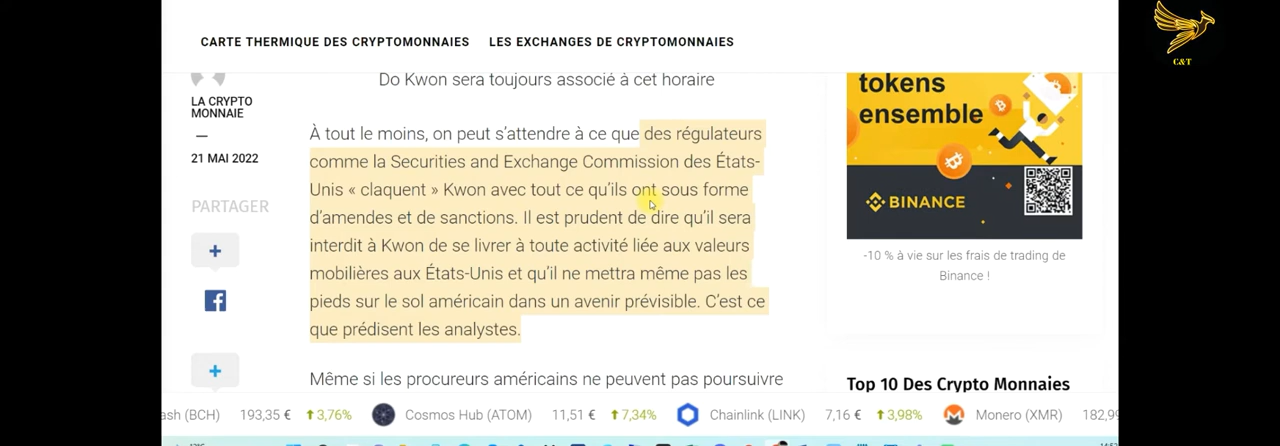 C&T
CARTE THERMIQUE DES CRYPTOMONNAIES
LES EXCHANGES DE CRYPTOMONNAIES
LA CRYPTO
MONNAIE
—
21 MAI 2022
PARTAGER
+
+
Do Kwon sera toujours associé à cet horaire
À tout le moins, on peut s’attendre à ce que des régulateurs
comme la Securities and Exchange Commission des États-
Unis « claquent » Kwon avec tout ce qu’ils ont sous forme
d’amendes et de sanctions. Il est prudent de dire qu’il sera
interdit à Kwon de se livrer à toute activité liée aux valeurs
mobilières aux États-Unis et qu’il ne mettra même pas les
pieds sur le sol américain dans un avenir prévisible. C’est ce
que prédisent les analystes.
Même si les procureurs américains ne peuvent pas poursuivre
tokens
ensemble
BINANCE
-10 % à vie sur les frais de trading de
Binance !
Top 10 Des Crypto Monnaies
ash (BCH) 193,35 € 3,76% Cosmos Hub (ATOM) 11,51 € 7,34% Chainlink (LINK) 7,16 € 3,98% Monero (XMR) 182,99